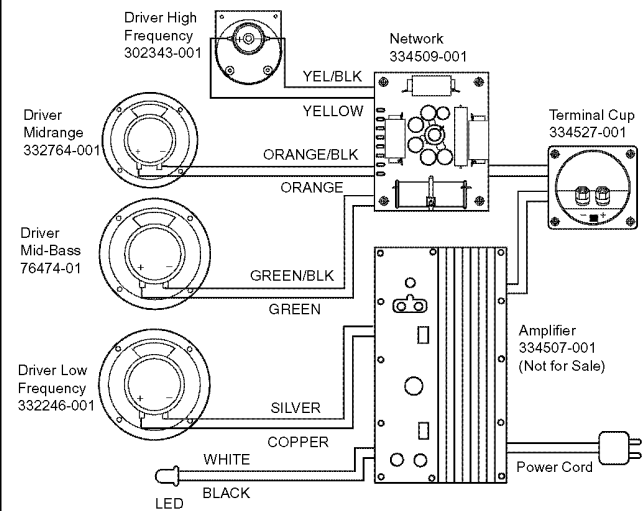 Driver High
Frequency
302343-001
Network
334509-001
YEL/BLK
YELLOW
Driver
Midrange
332764-001
Terminal Cup
334527-001
ORANGE/BLK
ORANGE
+ –
– +
Driver
Mid-Bass
76474-01
+ –
GREEN/BLK
GREEN
Amplifier
334507-001
(Not for Sale)
Driver Low
Frequency
332246-001
+ –
SILVER
COPPER
WHITE
BLACK
LED
Power Cord